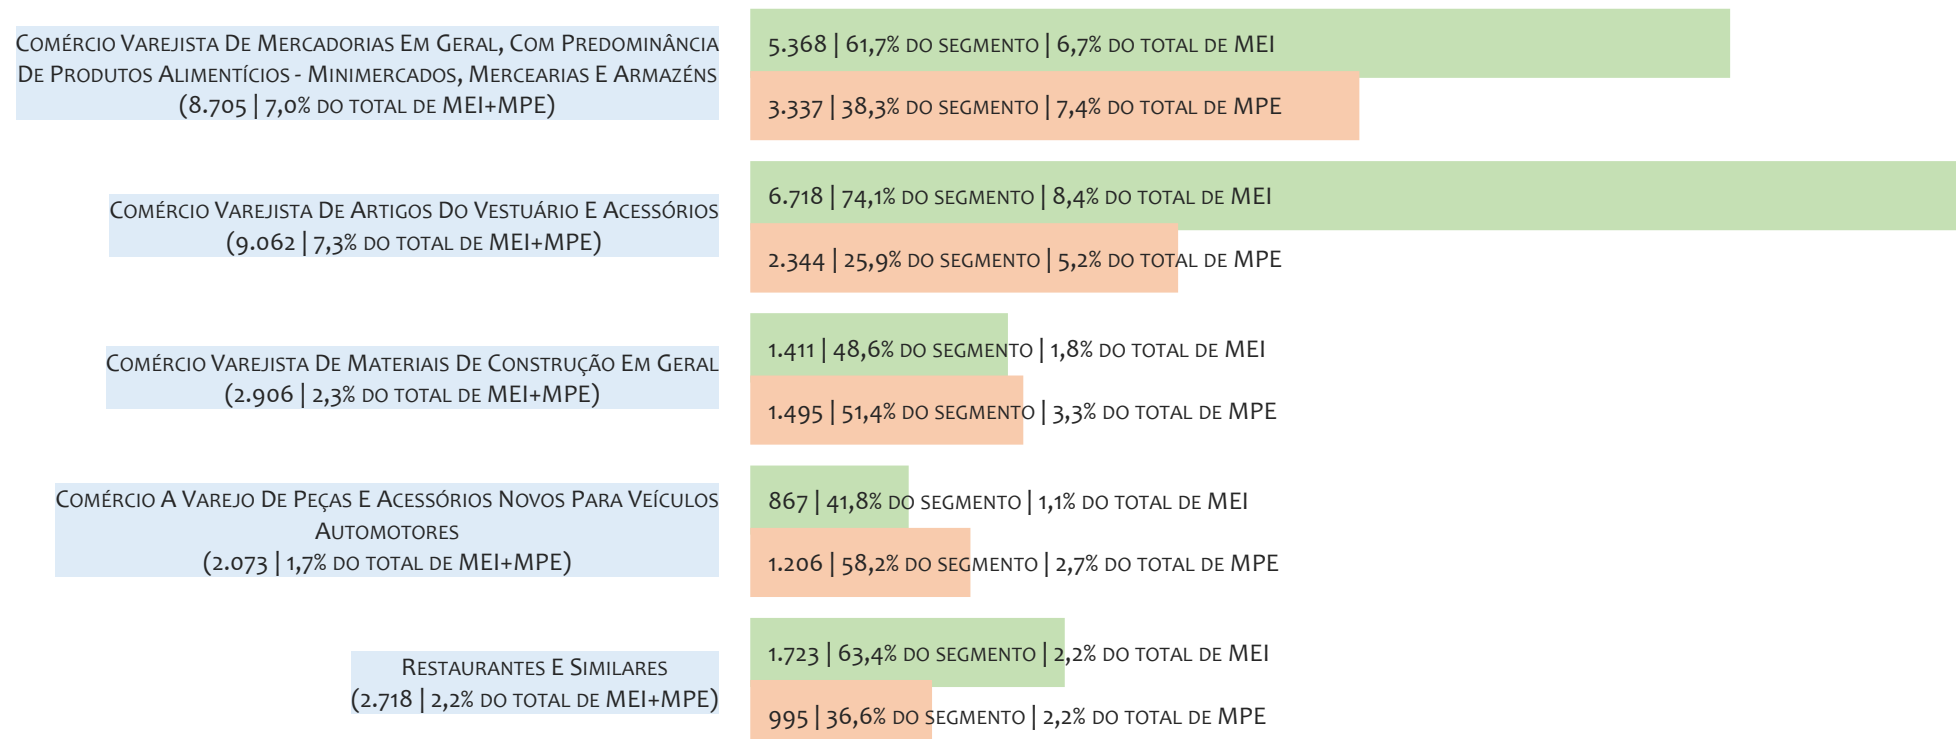 Comércio Varejista De Mercadorias Em Geral, Com Predominância
De Produtos Alimentícios - Minimercados, Mercearias E Armazéns
(8.705 | 7,0% do total de MEI+MPE)
5.368 | 61,7% do segmento | 6,7% do total de MEI
3.337 | 38,3% do segmento | 7,4% do total de MPE
Comércio Varejista De Artigos Do Vestuário E Acessórios
(9.062 | 7,3% do total de MEI+MPE)
6.718 | 74,1% do segmento | 8,4% do total de MEI
2.344 | 25,9% do segmento | 5,2% do total de MPE
Comércio Varejista De Materiais De Construção Em Geral
(2.906 | 2,3% do total de MEI+MPE)
1.411 | 48,6% do segmento | 1,8% do total de MEI
1.495 | 51,4% do segmento | 3,3% do total de MPE
Comércio A Varejo De Peças E Acessórios Novos Para Veículos
Automotores
(2.073 | 1,7% do total de MEI+MPE)
867 | 41,8% do segmento | 1,1% do total de MEI
1.206 | 58,2% do segmento | 2,7% do total de MPE
Restaurantes E Similares
(2.718 | 2,2% do total de MEI+MPE)
1.723 | 63,4% do segmento | 2,2% do total de MEI
995 | 36,6% do segmento | 2,2% do total de MPE